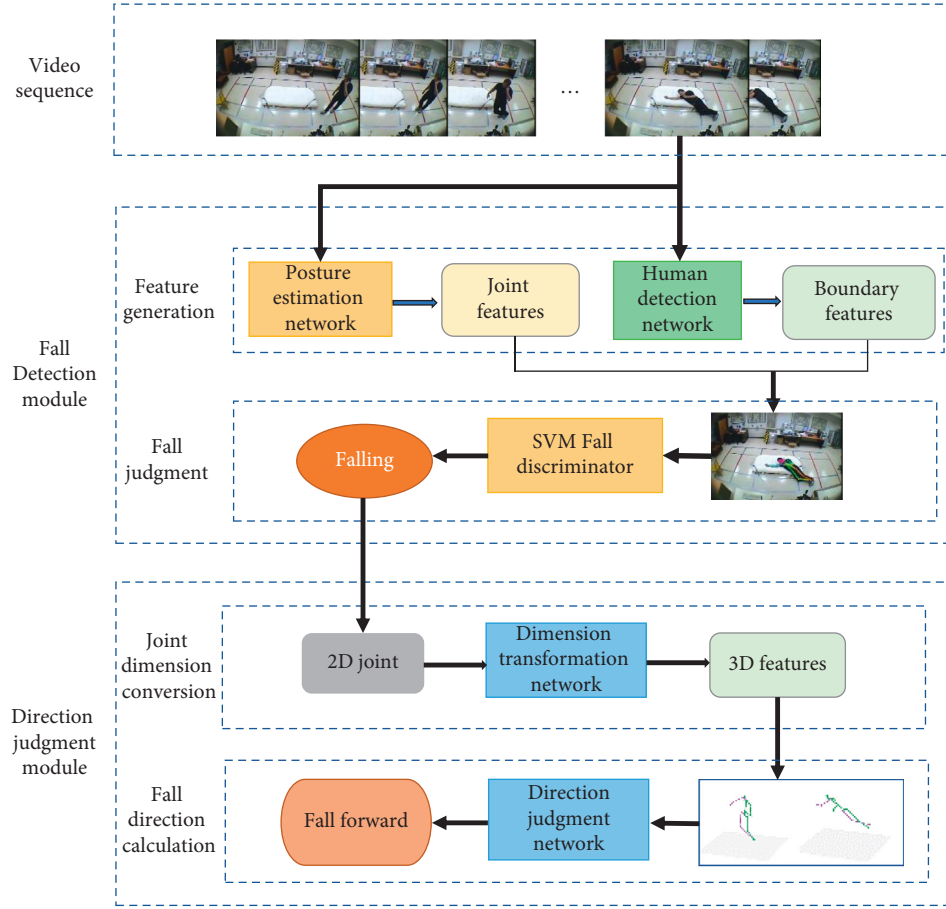 Video
sequence
...
Feature
generation
Posture
estimation
network
Joint
features
Human
detection
network
Boundary
features
Fall
Detection
module
Fall
judgment
Falling
SVM Fall
discriminator
Joint
dimension
conversion
2D joint
Dimension
transformation
network
3D features
Direction
judgment
module
Fall
direction
calculation
Fall forward
Direction
judgment
network